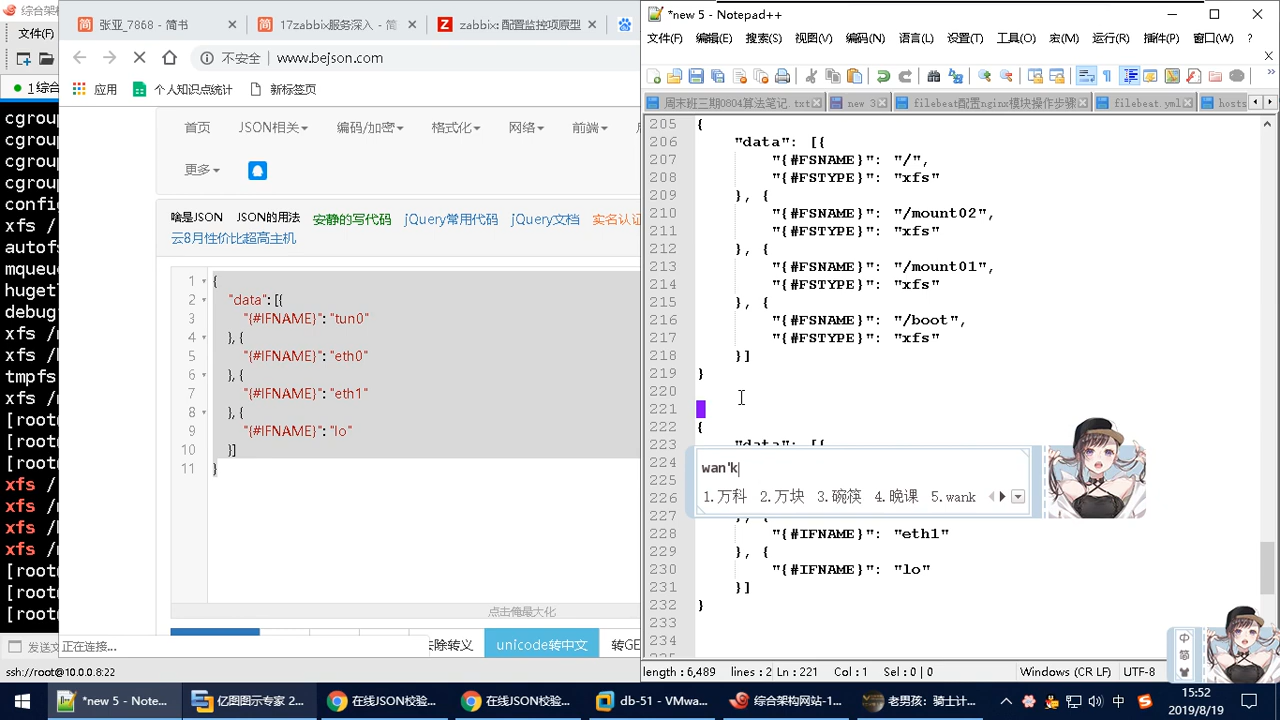 综合架构
文件(F)
1综合
cgroup
cgroup
cgroup
cgroup
config
xfs /
autofs
mqueue
huget
debug
xfs /
xfs /
tmpfs
xfs /
[root
[root
[root
xfs /
xfs /
xfs /
xfs /
[root
[root
[root
发送文
ssh://root@10.0.0.8:22
张亚_7868 - 简书
17zabbix服务深入 - 简
zabbix: 配置监控项原型
不安全 | www.bejson.com
应用
个人知识点统计
新标签页
首页 JSON相关 编码/加密 格式化 网络 前端
更多
啥是JSON JSON的用法 安静的写代码 jQuery常用代码 jQuery文档 实名认证
云8月性价比超高主机
1 {
2 "data": [{
3 "{#IFNAME}": "tun0"
4 }, {
5 "{#IFNAME}": "eth0"
6 }, {
7 "{#IFNAME}": "eth1"
8 }, {
9 "{#IFNAME}": "lo"
10 }]
11 }
点击俺最大化
去除转义 unicode转中文 转GE
正在连接...
*new 5 - Notepad++
文件(F) 编辑(E) 搜索(S) 视图(V) 编码(N) 语言(L) 设置(T) 工具(O) 宏(M) 运行(R) 插件(P) 窗口(W) ?
周末班三期0804算法笔记.txt new 3 filebeat配置nginx模块操作步骤 filebeat.yml hosts
205 {
206 "data": [{
207 "{#FSNAME}": "/",
208 "{#FSTYPE}": "xfs"
209 }, {
210 "{#FSNAME}": "/mount02",
211 "{#FSTYPE}": "xfs"
212 }, {
213 "{#FSNAME}": "/mount01",
214 "{#FSTYPE}": "xfs"
215 }, {
216 "{#FSNAME}": "/boot",
217 "{#FSTYPE}": "xfs"
218 }]
219 }
220
221
222 {
223 "data": [{
224
225
226
227 }, {
228 "{#IFNAME}": "eth1"
229 }, {
230 "{#IFNAME}": "lo"
231 }]
232 }
233
234
wan'k
1.万科 2.万块 3.碗筷 4.晚课 5.wank
中
简
length : 6,489 lines : 2 Ln : 221 Col : 1 Sel : 0 | 0 Windows (CR LF) UTF-8
*new 5 - Note... 亿图图示专家 2... 在线JSON校验... 在线JSON校验... db-51 - VMwa... 综合架构网站-1... 老男孩：骑士计... 中 15:52
2019/8/19